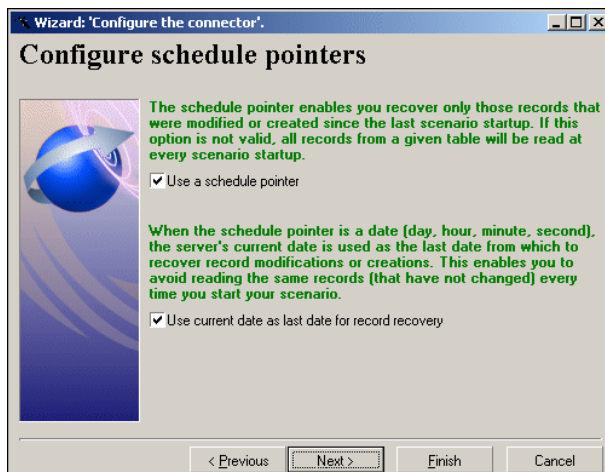 Wizard: 'Configure the connector'.
Configure schedule pointers
The schedule pointer enables you recover only those records that
were modified or created since the last scenario startup. If this
option is not valid, all records from a given table will be read at
every scenario startup.
Use a schedule pointer
When the schedule pointer is a date (day, hour, minute, second),
the server's current date is used as the last date from which to
recover record modifications or creations. This enables you to
avoid reading the same records (that have not changed) every
time you start your scenario.
Use current date as last date for record recovery
< Previous Next > Finish Cancel